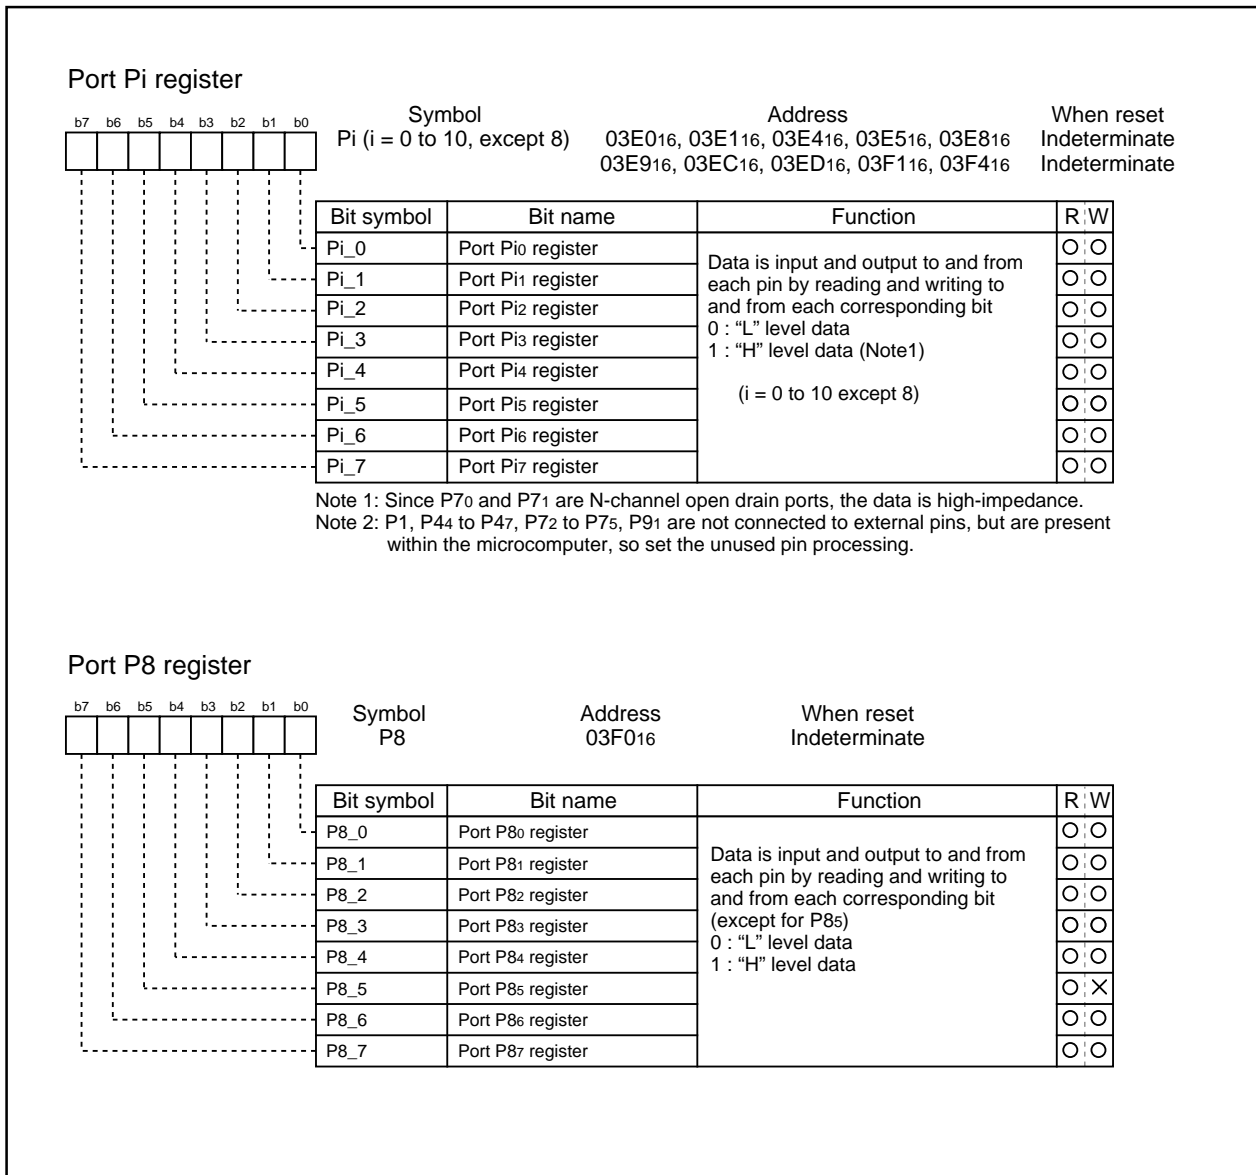 Port Pi register
b7 b6 b5 b4 b3 b2 b1 b0
Symbol Address When reset
Pi (i = 0 to 10, except 8) 03E016, 03E116, 03E416, 03E516, 03E816 Indeterminate
03E916, 03EC16, 03ED16, 03F116, 03F416 Indeterminate
Bit symbol Bit name Function R W
Pi_0 Port Pi0 register
Pi_1 Port Pi1 register
Pi_2 Port Pi2 register
Pi_3 Port Pi3 register
Pi_4 Port Pi4 register
Pi_5 Port Pi5 register
Pi_6 Port Pi6 register
Pi_7 Port Pi7 register
Data is input and output to and from
each pin by reading and writing to
and from each corresponding bit
0 : “L” level data
1 : “H” level data (Note1)
(i = 0 to 10 except 8)
Note 1: Since P70 and P71 are N-channel open drain ports, the data is high-impedance.
Note 2: P1, P44 to P47, P72 to P75, P91 are not connected to external pins, but are present
within the microcomputer, so set the unused pin processing.
Port P8 register
b7 b6 b5 b4 b3 b2 b1 b0
Symbol Address When reset
P8 03F016 Indeterminate
Bit symbol Bit name Function R W
P8_0 Port P80 register
P8_1 Port P81 register
P8_2 Port P82 register
P8_3 Port P83 register
P8_4 Port P84 register
P8_5 Port P85 register
P8_6 Port P86 register
P8_7 Port P87 register
Data is input and output to and from
each pin by reading and writing to
and from each corresponding bit
(except for P85)
0 : “L” level data
1 : “H” level data